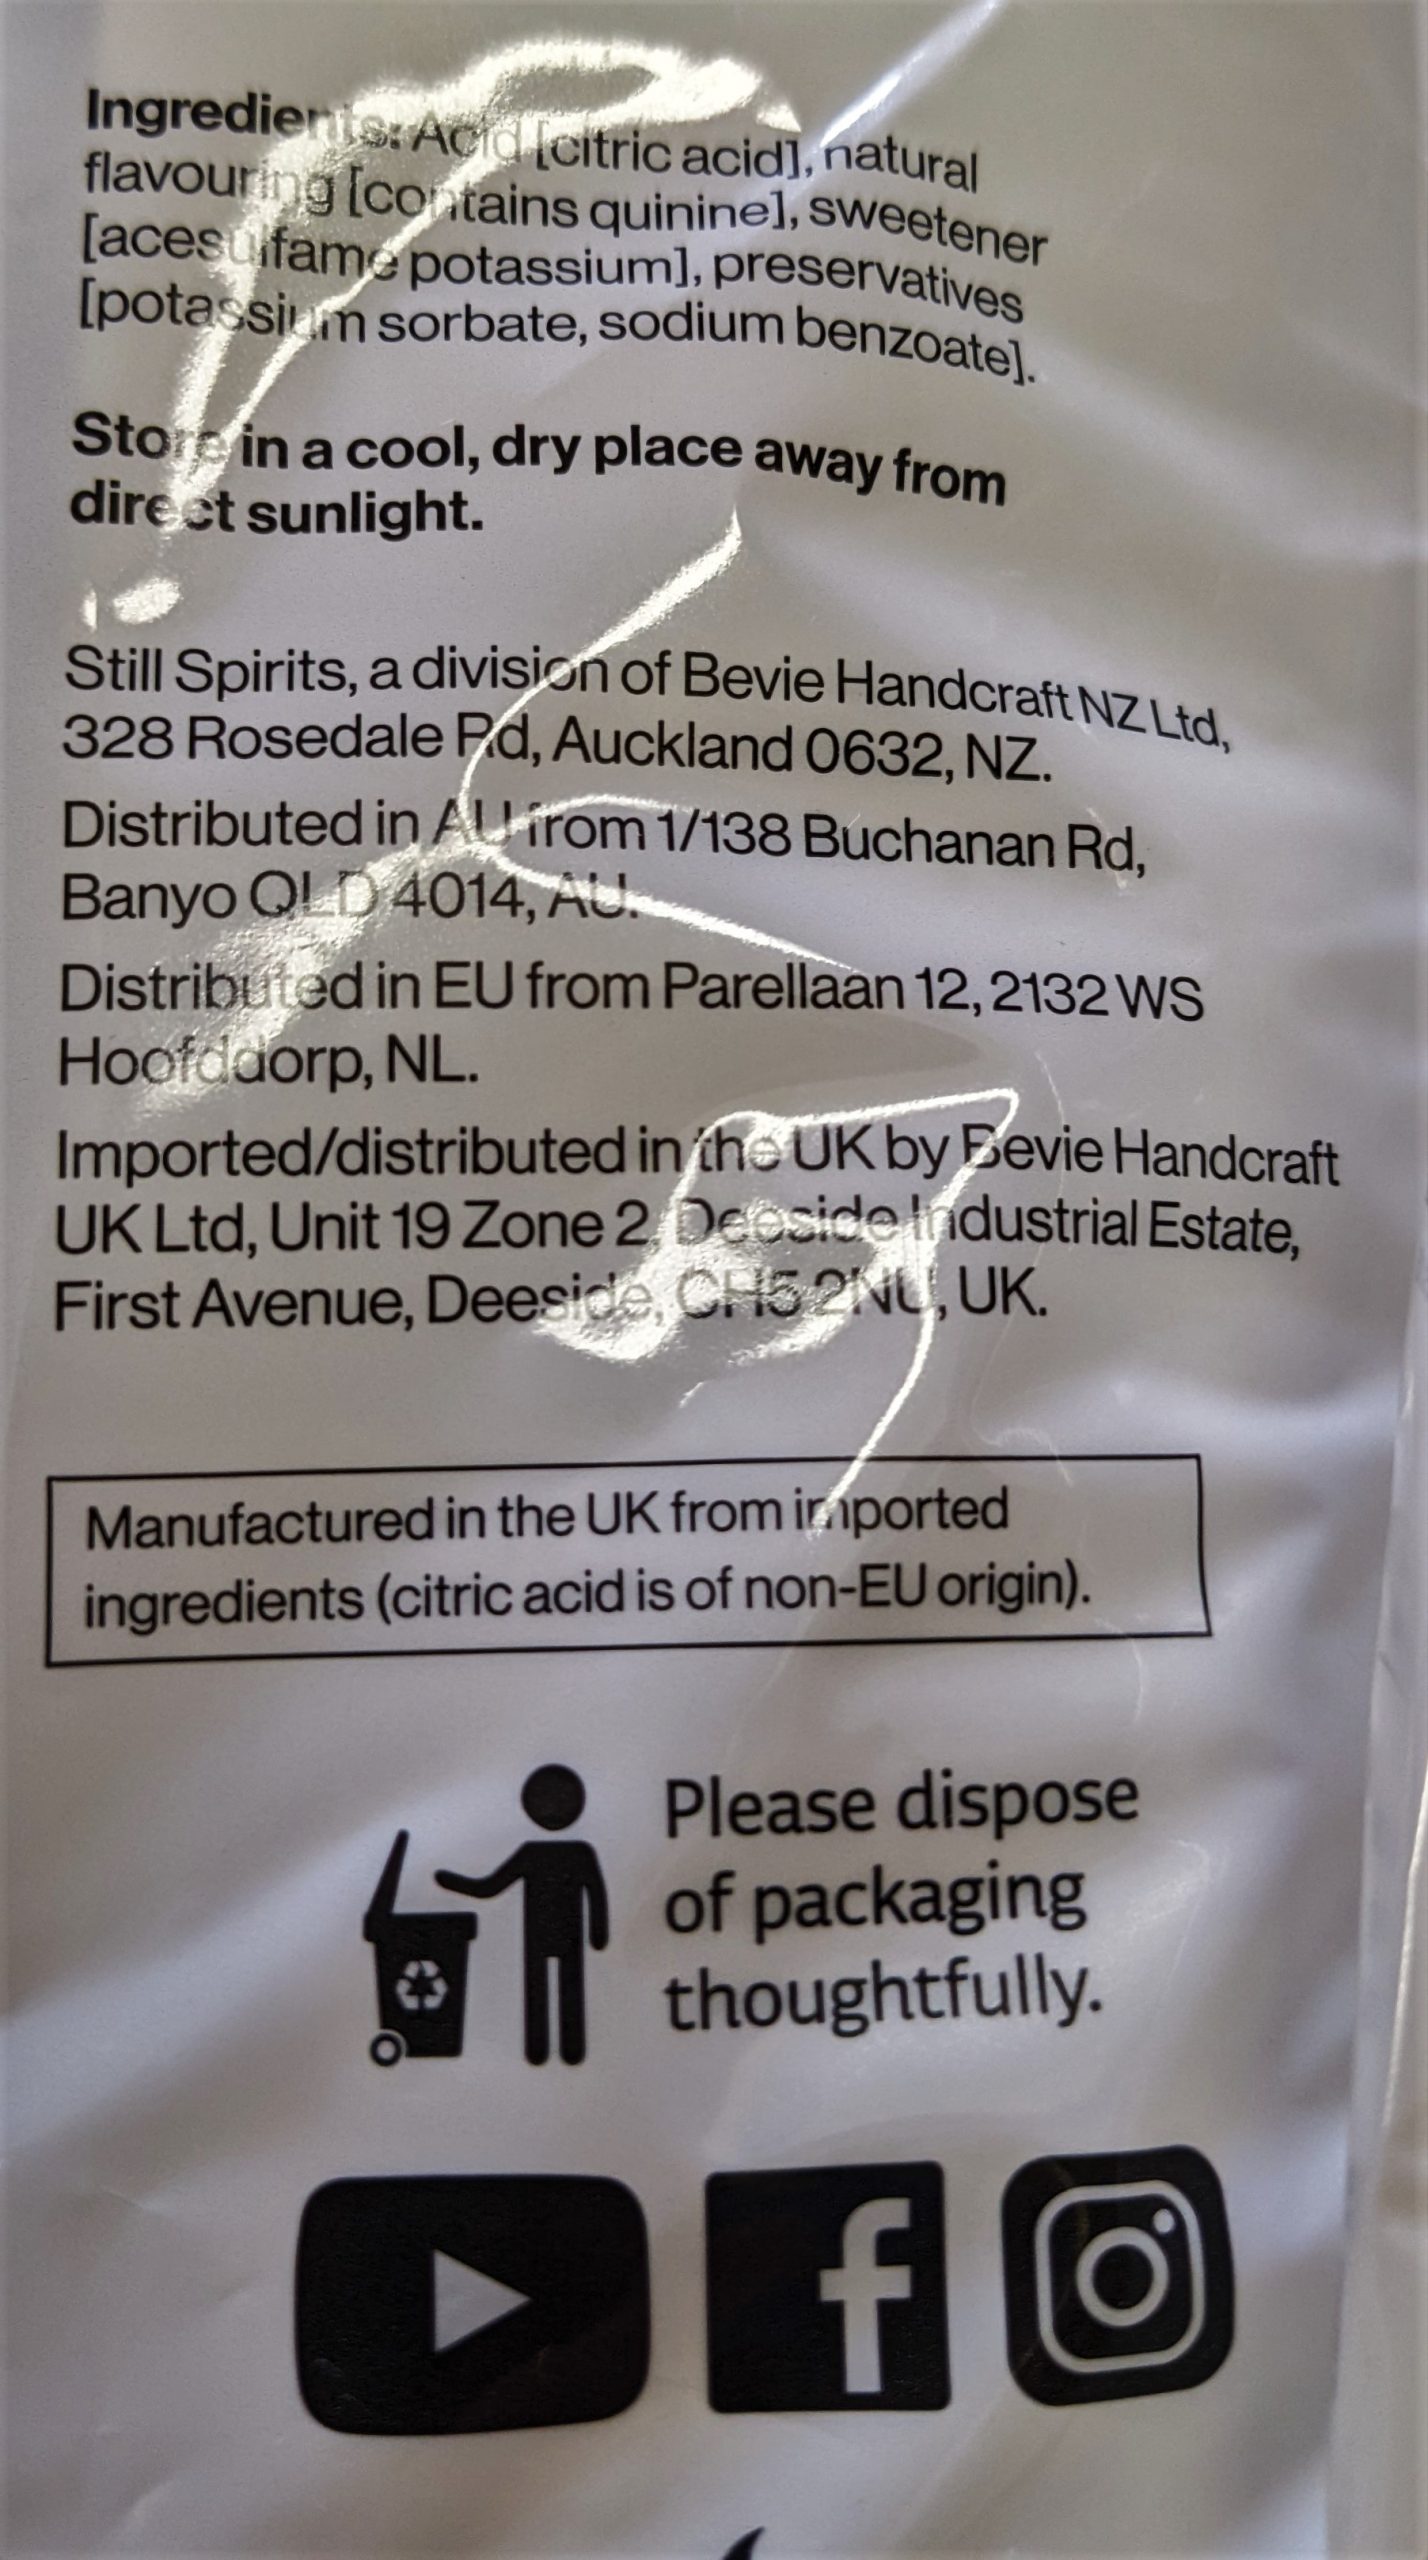 Ingredients: Acid [citric acid], natural
flavouring [contains quinine], sweetener
[acesulfame potassium], preservatives
[potassium sorbate, sodium benzoate].
Store in a cool, dry place away from
direct sunlight.
Still Spirits, a division of Bevie Handcraft NZ Ltd,
328 Rosedale Rd, Auckland 0632, NZ.
Distributed in AU from 1/138 Buchanan Rd,
Banyo QLD 4014, AU.
Distributed in EU from Parellaan 12, 2132 WS
Hoofddorp, NL.
Imported/distributed in the UK by Bevie Handcraft
UK Ltd, Unit 19 Zone 2, Deeside Industrial Estate,
First Avenue, Deeside, CH5 2NU, UK.
Manufactured in the UK from imported
ingredients (citric acid is of non-EU origin).
Please dispose
of packaging
thoughtfully.